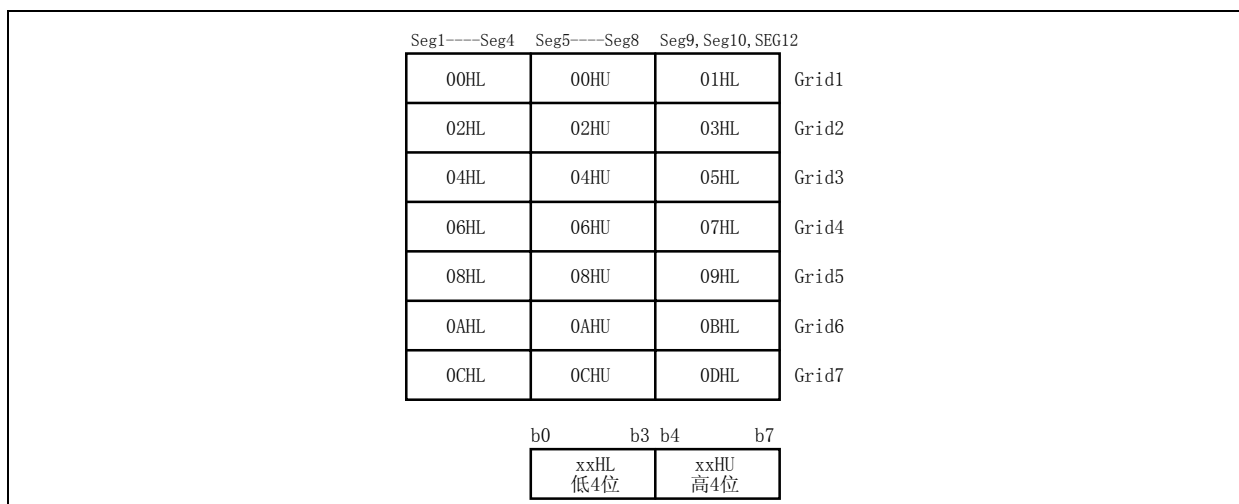 Seg1----Seg4 Seg5----Seg8 Seg9,Seg10,SEG12
00HL 00HU 01HL Grid1
02HL 02HU 03HL Grid2
04HL 04HU 05HL Grid3
06HL 06HU 07HL Grid4
08HL 08HU 09HL Grid5
0AHL 0AHU 0BHL Grid6
0CHL 0CHU 0DHL Grid7
b0 b3 b4 b7
xxHL xxHU
低4位 高4位